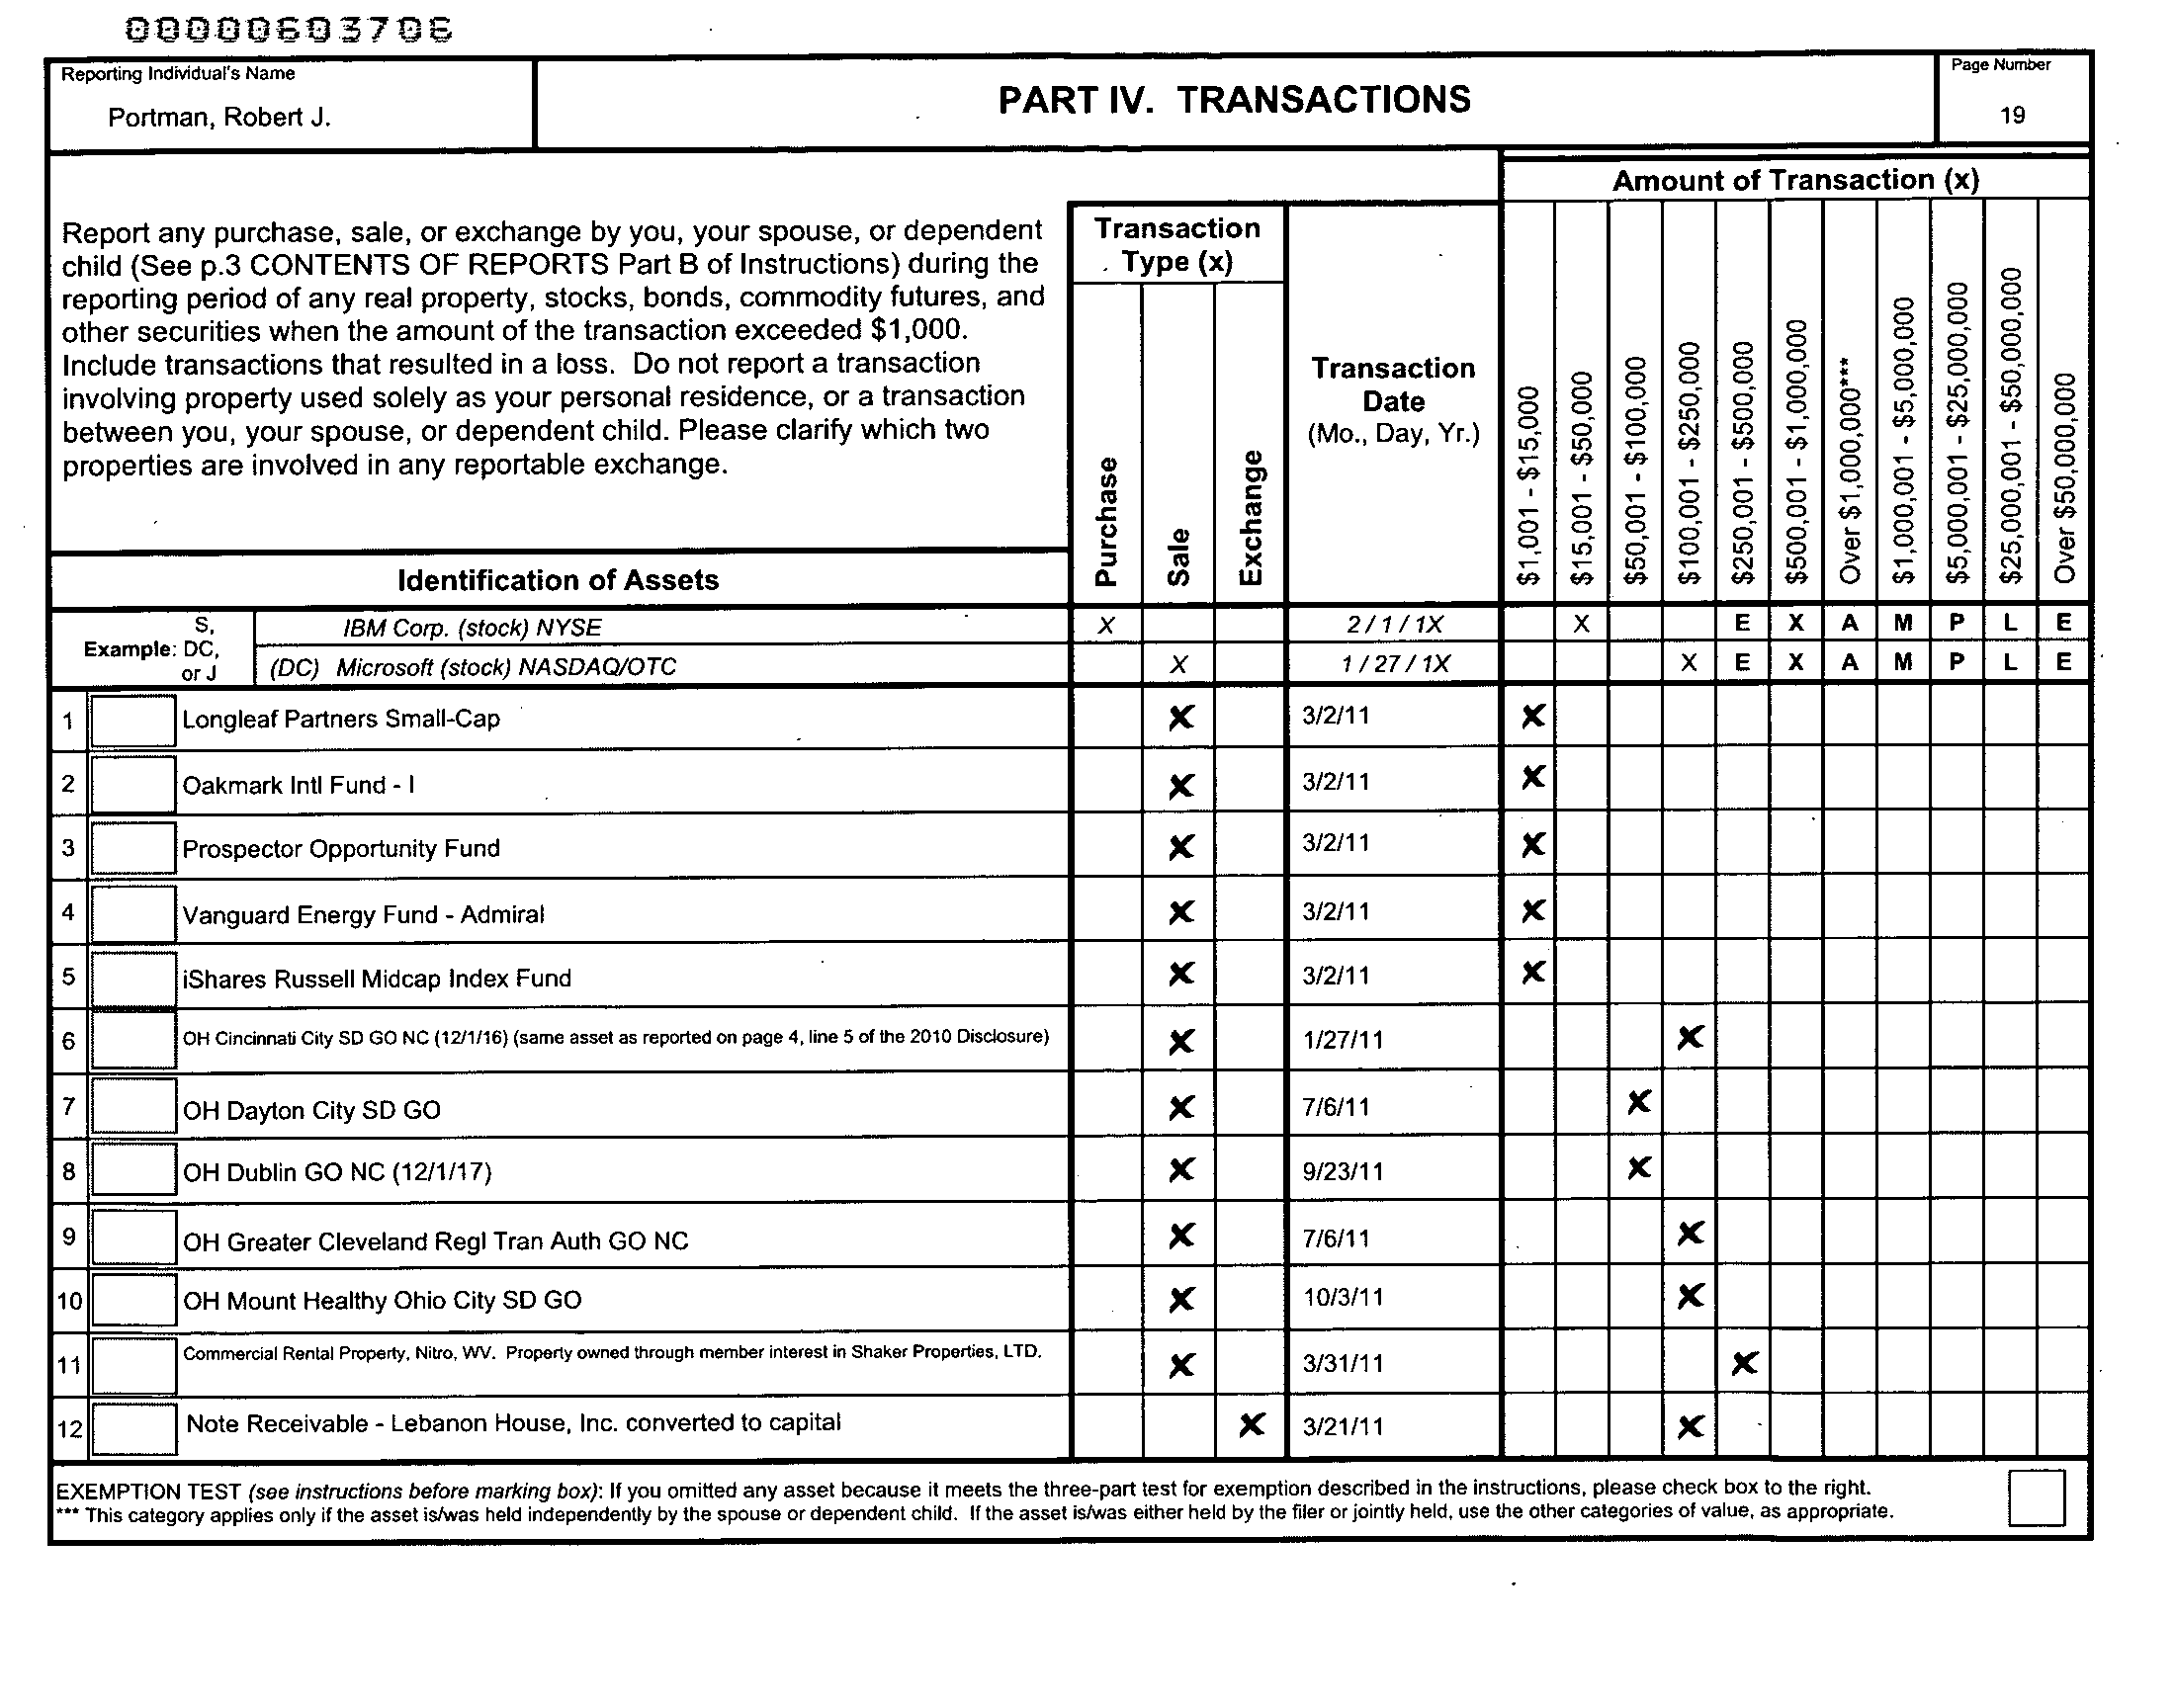 00000603706
Reporting Individual's Name
Portman, Robert J.
PART IV. TRANSACTIONS
Page Number
19
Amount of Transaction (x)
Report any purchase, sale, or exchange by you, your spouse, or dependent
child (See p.3 CONTENTS OF REPORTS Part B of Instructions) during the
reporting period of any real property, stocks, bonds, commodity futures, and
other securities when the amount of the transaction exceeded $1,000.
Include transactions that resulted in a loss. Do not report a transaction
involving property used solely as your personal residence, or a transaction
between you, your spouse, or dependent child. Please clarify which two
properties are involved in any reportable exchange.
Transaction
Type (x)
Purchase
Sale
Exchange
Transaction
Date
(Mo., Day, Yr.)
$1,001 - $15,000
$15,001 - $50,000
$50,001 - $100,000
$100,001 - $250,000
$250,001 - $500,000
$500,001 - $1,000,000
Over $1,000,000***
$1,000,001 - $5,000,000
$5,000,001 - $25,000,000
$25,000,001 - $50,000,000
Over $50,000,000
Identification of Assets
Example:
S,
DC,
or J
IBM Corp. (stock) NYSE X 2 / 1 / 1X X E X A M P L E
(DC) Microsoft (stock) NASDAQ/OTC X 1 / 27 / 1X X E X A M P L E
1 Longleaf Partners Small-Cap X 3/2/11 X
2 Oakmark Intl Fund - I X 3/2/11 X
3 Prospector Opportunity Fund X 3/2/11 X
4 Vanguard Energy Fund - Admiral X 3/2/11 X
5 iShares Russell Midcap Index Fund X 3/2/11 X
6 OH Cincinnati City SD GO NC (12/1/16) (same asset as reported on page 4, line 5 of the 2010 Disclosure) X 1/27/11 X
7 OH Dayton City SD GO X 7/6/11 X
8 OH Dublin GO NC (12/1/17) X 9/23/11 X
9 OH Greater Cleveland Regl Tran Auth GO NC X 7/6/11 X
10 OH Mount Healthy Ohio City SD GO X 10/3/11 X
11 Commercial Rental Property, Nitro, WV. Property owned through member interest in Shaker Properties, LTD. X 3/31/11 X
12 Note Receivable - Lebanon House, Inc. converted to capital X 3/21/11 X
EXEMPTION TEST (see instructions before marking box): If you omitted any asset because it meets the three-part test for exemption described in the instructions, please check box to the right.
*** This category applies only if the asset is/was held independently by the spouse or dependent child. If the asset is/was either held by the filer or jointly held, use the other categories of value, as appropriate.